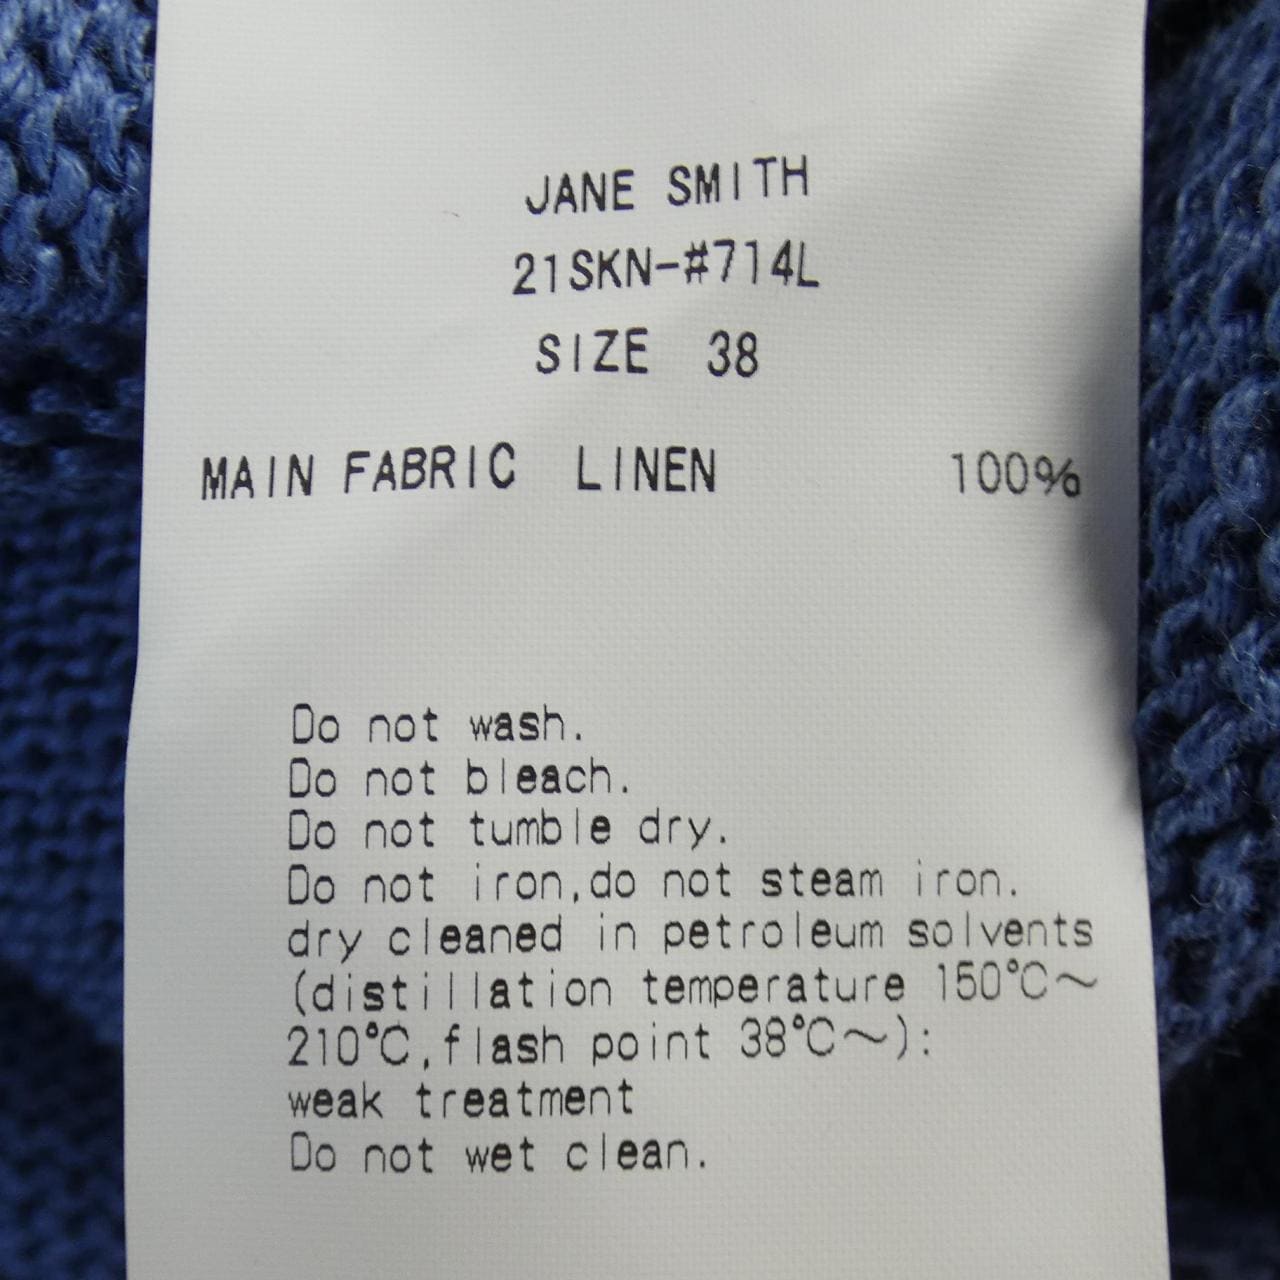 JANE SMITH
21SKN-#714L
SIZE 38
MAIN FABRIC LINEN 100%
Do not wash.
Do not bleach.
Do not tumble dry.
Do not iron,do not steam iron.
dry cleaned in petroleum solvents
(distillation temperature 150℃～
210℃,flash point 38℃～):
weak treatment
Do not wet clean.